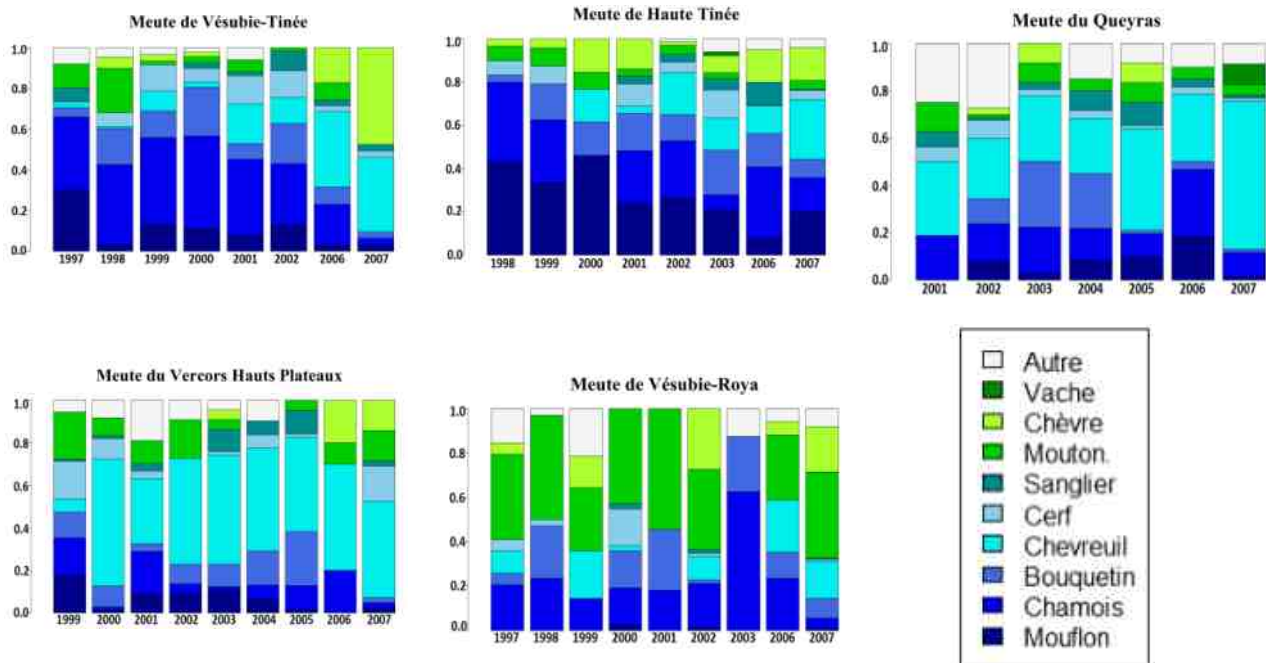 Meute de Vésubie-Tinée
1.0
0.8
0.6
0.4
0.2
0.0
1997 1998 1999 2000 2001 2002 2006 2007
Meute de Haute Tinée
1.0
0.8
0.6
0.4
0.2
0.0
1998 1999 2000 2001 2002 2003 2006 2007
Meute du Queyras
1.0
0.8
0.6
0.4
0.2
0.0
2001 2002 2003 2004 2005 2006 2007
Meute du Vercors Hauts Plateaux
1.0
0.8
0.6
0.4
0.2
0.0
1999 2000 2001 2002 2003 2004 2005 2006 2007
Meute de Vésubie-Roya
1.0
0.8
0.6
0.4
0.2
0.0
1997 1998 1999 2000 2001 2002 2003 2006 2007
Autre
Vache
Chèvre
Mouton.
Sanglier
Cerf
Chevreuil
Bouquetin
Chamois
Mouflon